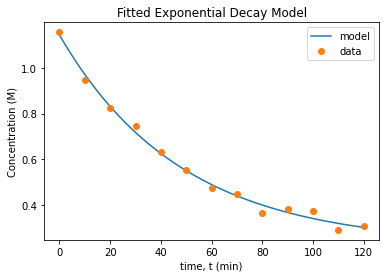 Fitted Exponential Decay Model
model
data
Concentration (M)
1.0
0.8
0.6
0.4
0
20
40
60
80
100
120
time, t (min)